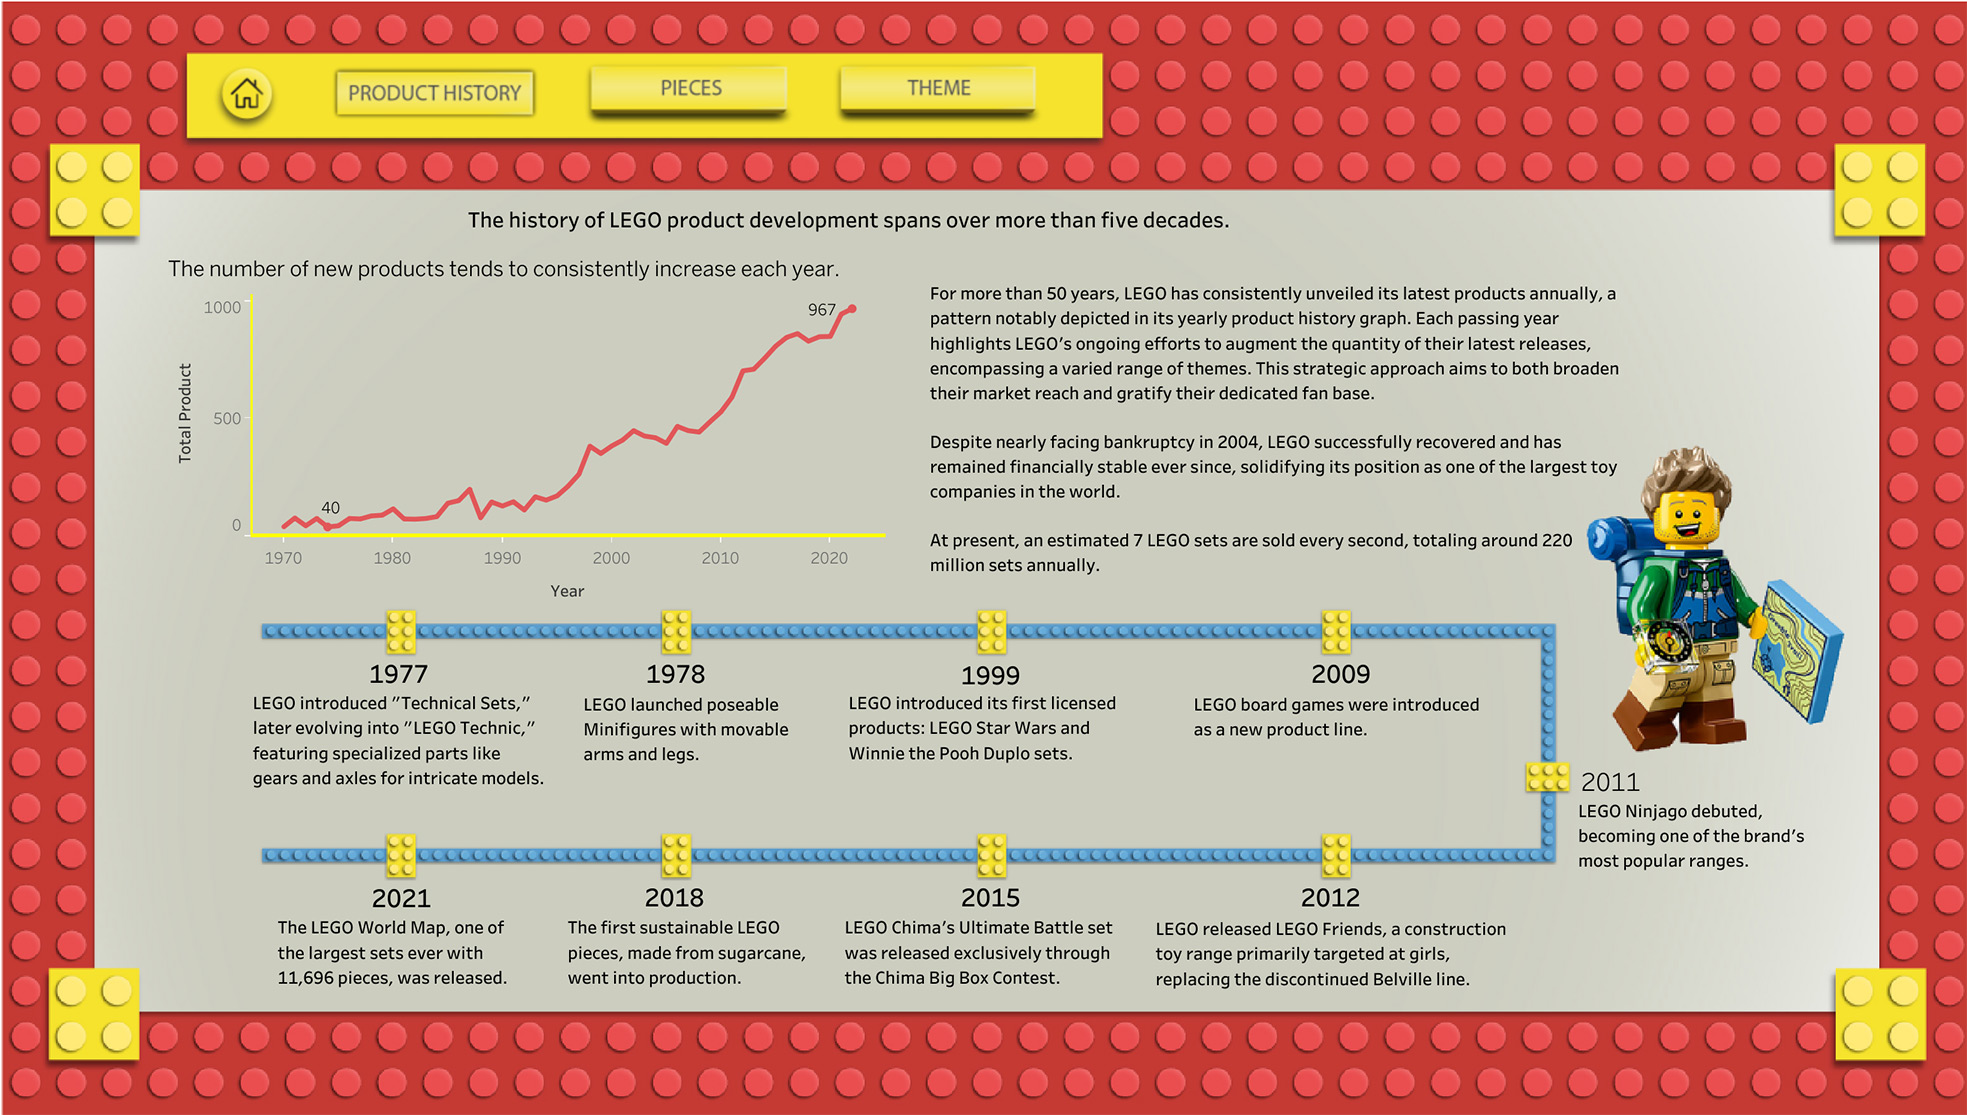 PRODUCT HISTORY
PIECES
THEME
The history of LEGO product development spans over more than five decades.
The number of new products tends to consistently increase each year.
1000
500
0
Total Product
967
40
1970
1980
1990
2000
2010
2020
Year
For more than 50 years, LEGO has consistently unveiled its latest products annually, a
pattern notably depicted in its yearly product history graph. Each passing year
highlights LEGO's ongoing efforts to augment the quantity of their latest releases,
encompassing a varied range of themes. This strategic approach aims to both broaden
their market reach and gratify their dedicated fan base.
Despite nearly facing bankruptcy in 2004, LEGO successfully recovered and has
remained financially stable ever since, solidifying its position as one of the largest toy
companies in the world.
At present, an estimated 7 LEGO sets are sold every second, totaling around 220
million sets annually.
1977
LEGO introduced "Technical Sets,"
later evolving into "LEGO Technic,"
featuring specialized parts like
gears and axles for intricate models.
1978
LEGO launched poseable
Minifigures with movable
arms and legs.
1999
LEGO introduced its first licensed
products: LEGO Star Wars and
Winnie the Pooh Duplo sets.
2009
LEGO board games were introduced
as a new product line.
2011
LEGO Ninjago debuted,
becoming one of the brand's
most popular ranges.
2021
The LEGO World Map, one of
the largest sets ever with
11,696 pieces, was released.
2018
The first sustainable LEGO
pieces, made from sugarcane,
went into production.
2015
LEGO China's Ultimate Battle set
was released exclusively through
the Chima Big Box Contest.
2012
LEGO released LEGO Friends, a construction
toy range primarily targeted at girls,
replacing the discontinued Belville line.